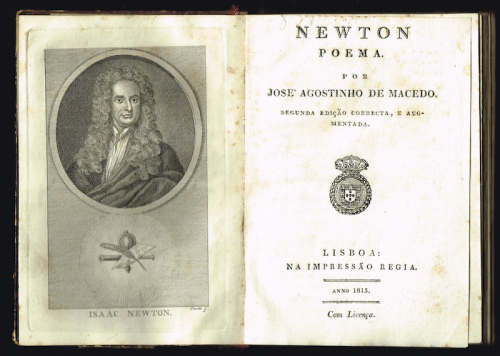 ISAAC NEWTON.
NEWTON
POEMA.
POR
JOSE' AGOSTINHO DE MACEDO.
SEGUNDA EDIÇÃO CORRECTA, E AUG-
MENTADA.
LISBOA:
NA IMPRESSÃO REGIA.
ANNO 1815.
Com Licença.